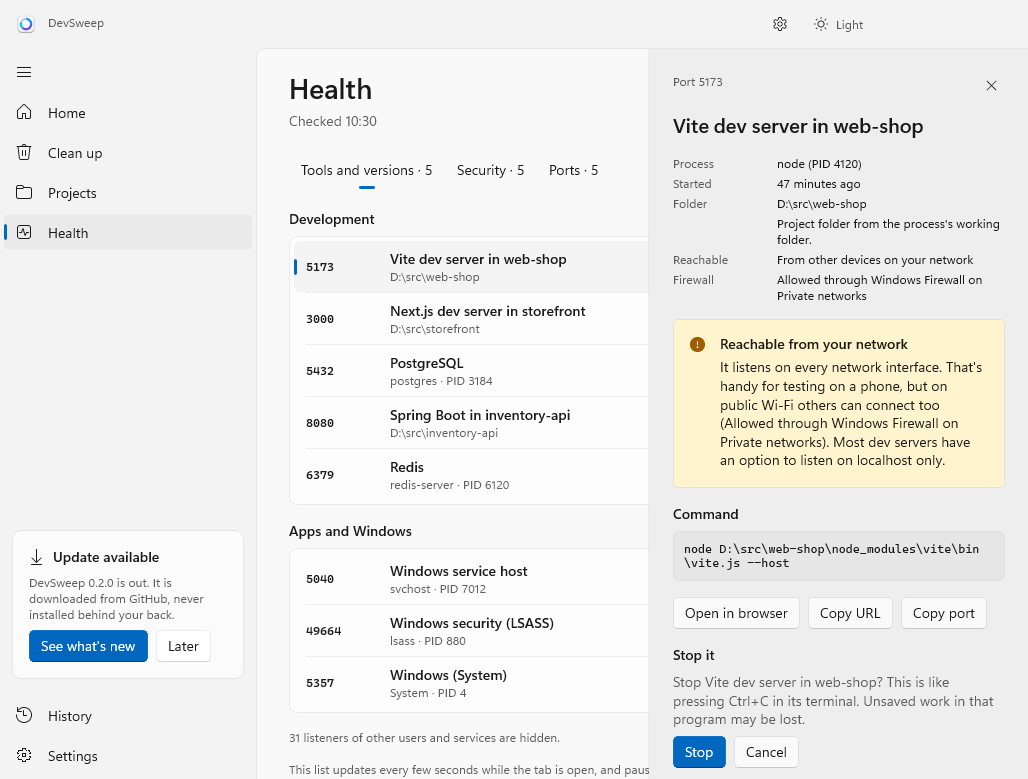 DevSweep
Light
Home
Clean up
Projects
Health
Update available
DevSweep 0.2.0 is out. It is
downloaded from GitHub, never
installed behind your back.
See what's new
Later
History
Settings
Health
Checked 10:30
Tools and versions · 5
Security · 5
Ports · 5
Development
5173
Vite dev server in web-shop
D:\src\web-shop
3000
Next.js dev server in storefront
D:\src\storefront
5432
PostgreSQL
postgres · PID 3184
8080
Spring Boot in inventory-api
D:\src\inventory-api
6379
Redis
redis-server · PID 6120
Apps and Windows
5040
Windows service host
svchost · PID 7012
49664
Windows security (LSASS)
lsass · PID 880
5357
Windows (System)
System · PID 4
31 listeners of other users and services are hidden.
This list updates every few seconds while the tab is open, and paus
Port 5173
Vite dev server in web-shop
Process
node (PID 4120)
Started
47 minutes ago
Folder
D:\src\web-shop
Project folder from the process's working
folder.
Reachable
From other devices on your network
Firewall
Allowed through Windows Firewall on
Private networks
Reachable from your network
It listens on every network interface. That's
handy for testing on a phone, but on
public Wi-Fi others can connect too
(Allowed through Windows Firewall on
Private networks). Most dev servers have
an option to listen on localhost only.
Command
node D:\src\web-shop\node_modules\vite\bin
\vite.js --host
Open in browser
Copy URL
Copy port
Stop it
Stop Vite dev server in web-shop? This is like
pressing Ctrl+C in its terminal. Unsaved work in that
program may be lost.
Stop
Cancel